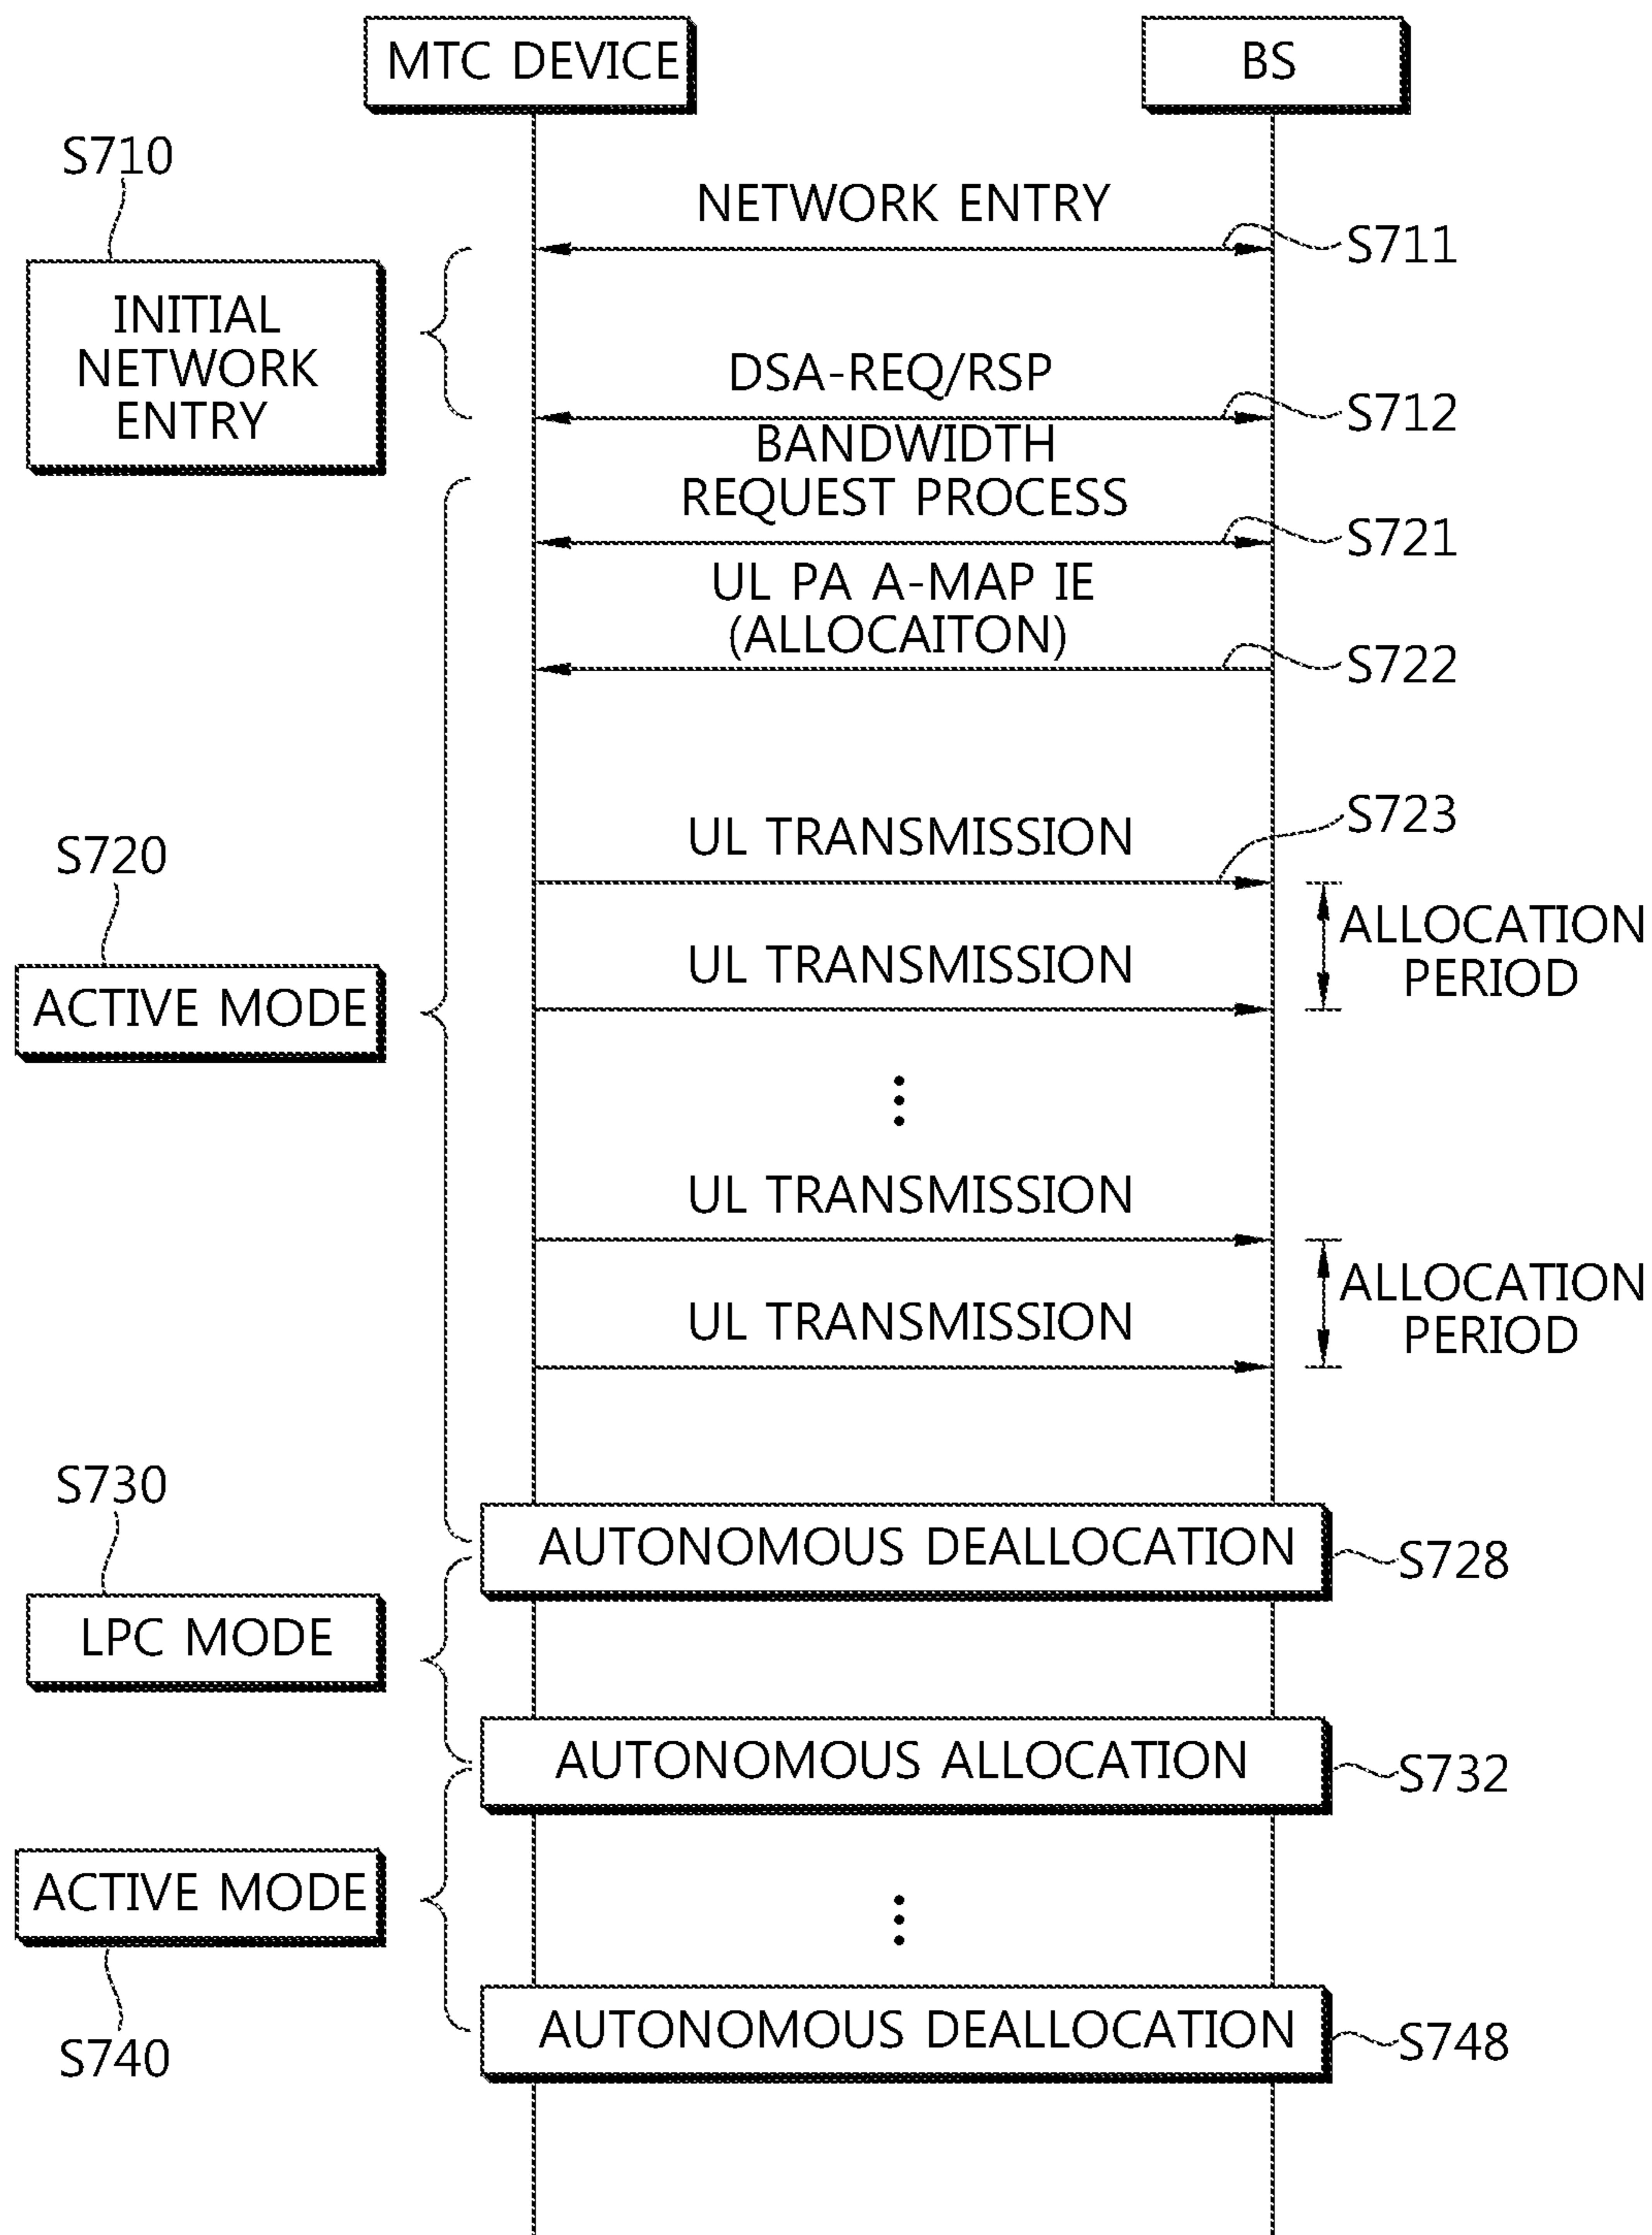 MTC DEVICE
BS
S710
NETWORK ENTRY
S711
INITIAL
NETWORK
ENTRY
DSA-REQ/RSP
S712
BANDWIDTH
REQUEST PROCESS
S721
UL PA A-MAP IE
(ALLOCAITON)
S722
S723
UL TRANSMISSION
S720
ALLOCATION
PERIOD
UL TRANSMISSION
ACTIVE MODE
UL TRANSMISSION
ALLOCATION
PERIOD
UL TRANSMISSION
S730
AUTONOMOUS DEALLOCATION
S728
LPC MODE
AUTONOMOUS ALLOCATION
S732
ACTIVE MODE
AUTONOMOUS DEALLOCATION
S748
S740